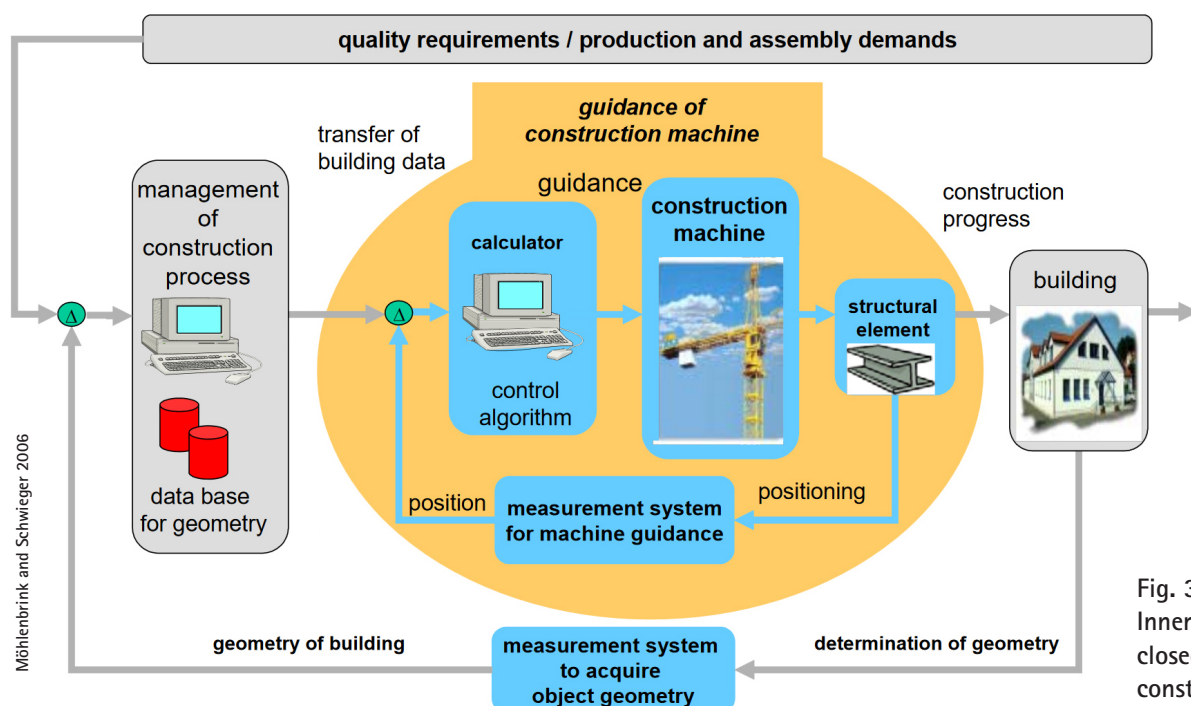 quality requirements / production and assembly demands
guidance of
construction machine
transfer of
building data
management
of
construction
process
data base
for geometry
Δ
Δ
guidance
calculator
control
algorithm
construction
machine
structural
element
construction
progress
building
position
measurement system
for machine guidance
positioning
geometry of building
measurement system
to acquire
object geometry
determination of geometry
Möhlenbrink and Schwieger 2006
Fig. 3
Inner
close
const